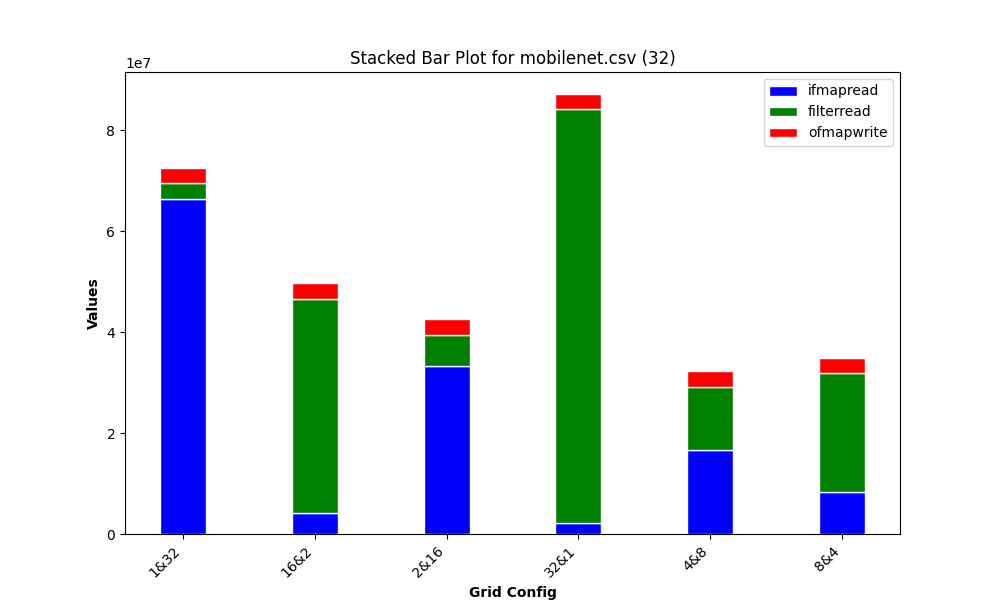 Stacked Bar Plot for mobilenet.csv (32)
1e7
ifmapread
filterread
ofmapwrite
8
6
4
2
0
Values
1&32
16&2
2&16
32&1
4&8
8&4
Grid Config